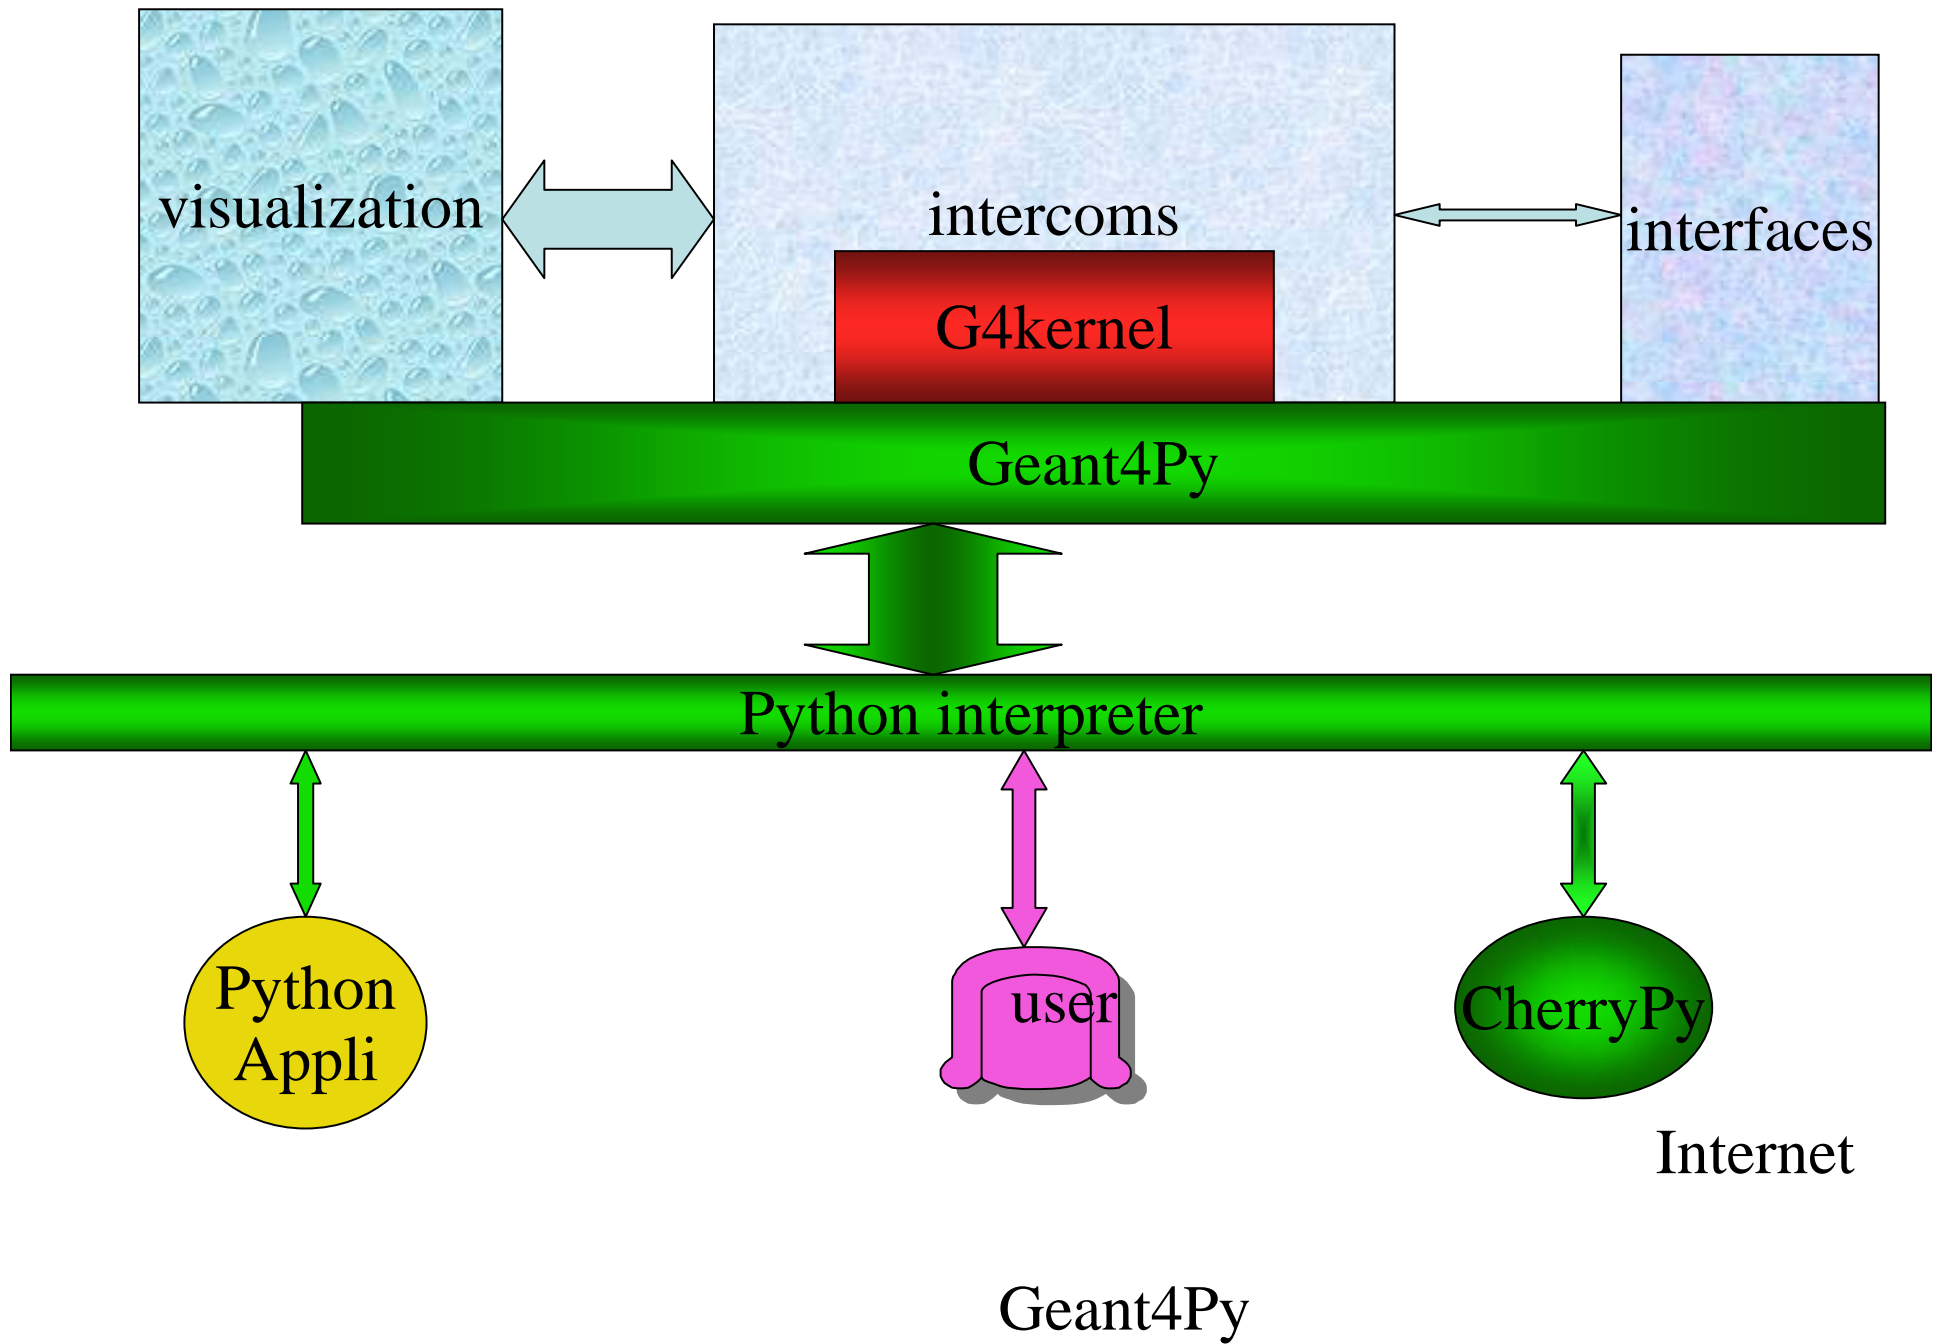 visualization
intercoms
interfaces
G4kernel
Geant4Py
Python interpreter
Python
Appli
user
CherryPy
Internet
Geant4Py